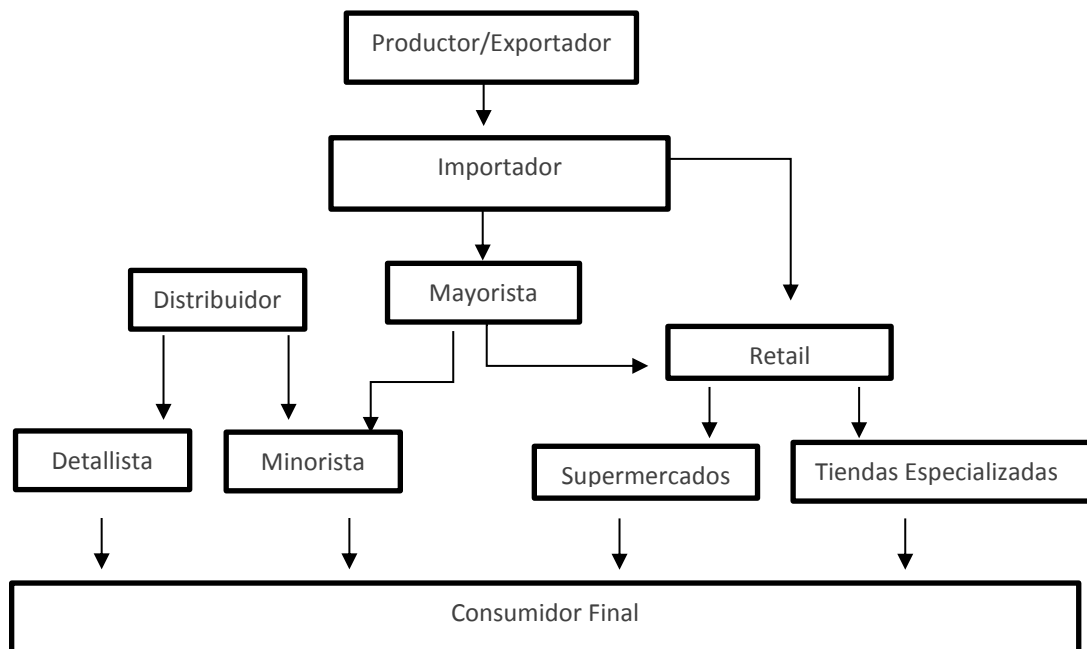 Productor/Exportador
Importador
Mayorista
Distribuidor
Retail
Detallista
Minorista
Supermercados
Tiendas Especializadas
Consumidor Final